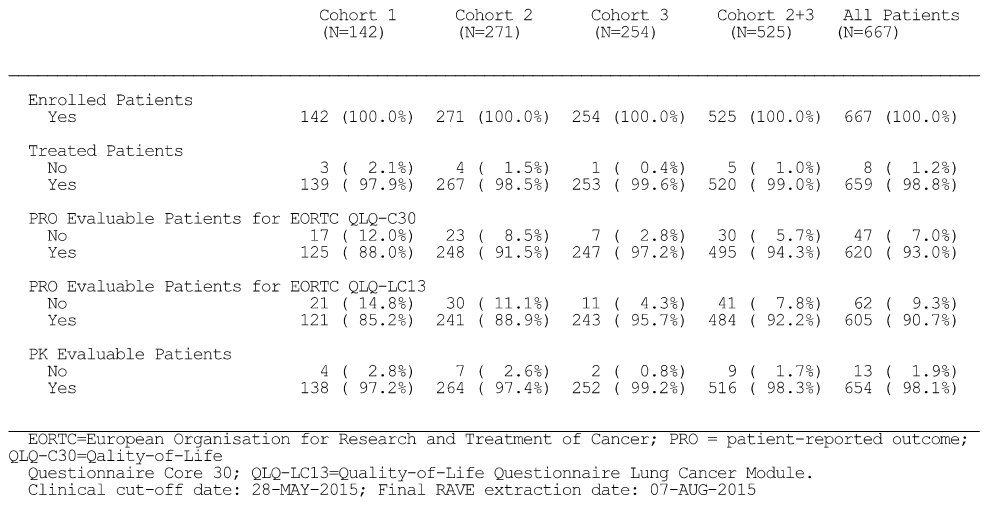 Cohort 1 Cohort 2 Cohort 3 Cohort 2+3 All Patients
(N=142) (N=271) (N=254) (N=525) (N=667)
Enrolled Patients
Yes 142 (100.0%) 271 (100.0%) 254 (100.0%) 525 (100.0%) 667 (100.0%)
Treated Patients
No 3 ( 2.1%) 4 ( 1.5%) 1 ( 0.4%) 5 ( 1.0%) 8 ( 1.2%)
Yes 139 ( 97.9%) 267 ( 98.5%) 253 ( 99.6%) 520 ( 99.0%) 659 ( 98.8%)
PRO Evaluable Patients for EORTC QLQ-C30
No 17 ( 12.0%) 23 ( 8.5%) 7 ( 2.8%) 30 ( 5.7%) 47 ( 7.0%)
Yes 125 ( 88.0%) 248 ( 91.5%) 247 ( 97.2%) 495 ( 94.3%) 620 ( 93.0%)
PRO Evaluable Patients for EORTC QLQ-LC13
No 21 ( 14.8%) 30 ( 11.1%) 11 ( 4.3%) 41 ( 7.8%) 62 ( 9.3%)
Yes 121 ( 85.2%) 241 ( 88.9%) 243 ( 95.7%) 484 ( 92.2%) 605 ( 90.7%)
PK Evaluable Patients
No 4 ( 2.8%) 7 ( 2.6%) 2 ( 0.8%) 9 ( 1.7%) 13 ( 1.9%)
Yes 138 ( 97.2%) 264 ( 97.4%) 252 ( 99.2%) 516 ( 98.3%) 654 ( 98.1%)
EORTC=European Organisation for Research and Treatment of Cancer; PRO = patient-reported outcome;
QLQ-C30=Qality-of-Life
Questionnaire Core 30; QLQ-LC13=Quality-of-Life Questionnaire Lung Cancer Module.
Clinical cut-off date: 28-MAY-2015; Final RAVE extraction date: 07-AUG-2015